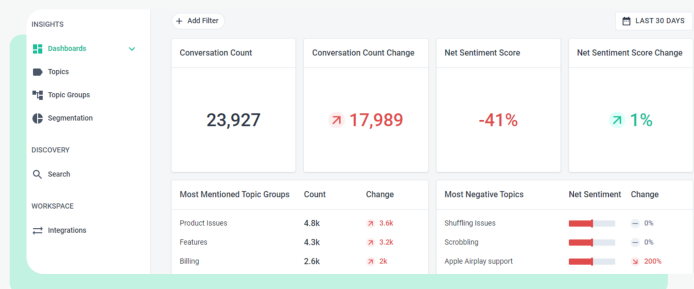 INSIGHTS
Dashboards
Topics
Topic Groups
Segmentation
DISCOVERY
Search
WORKSPACE
Integrations
+ Add Filter
LAST 30 DAYS
Conversation Count
23,927
Conversation Count Change
17,989
Net Sentiment Score
-41%
Net Sentiment Score Change
1%
Most Mentioned Topic Groups Count Change
Product Issues 4.8k 3.6k
Features 4.3k 3.2k
Billing 2.6k 2k
Most Negative Topics Net Sentiment Change
Shuffling Issues 0%
Scrobbling 0%
Apple Airplay support 200%